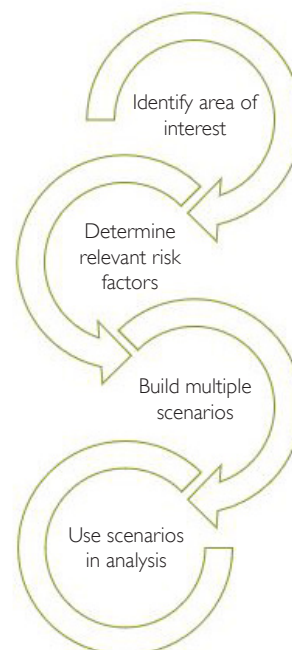 Identify area of
interest
Determine
relevant risk
factors
Build multiple
scenarios
Use scenarios
in analysis